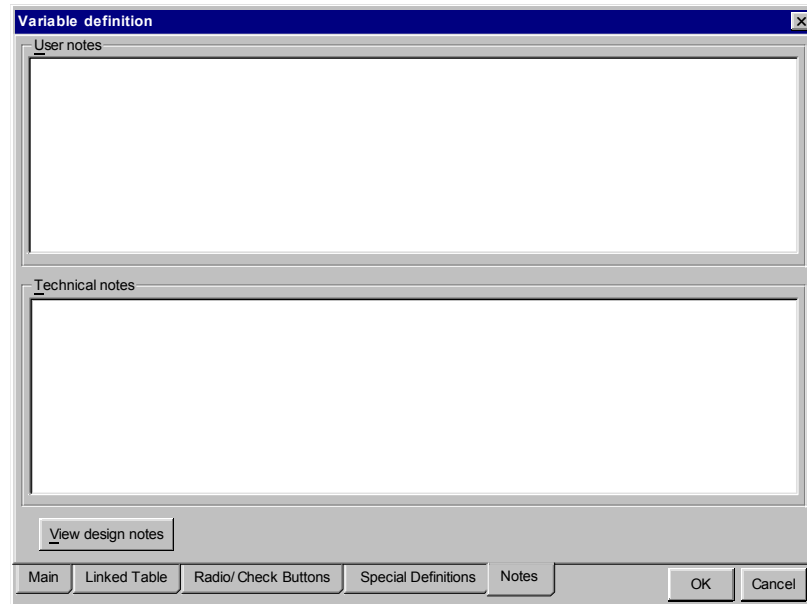 Variable definition
User notes
Technical notes
View design notes
Main Linked Table Radio/Check Buttons Special Definitions Notes
OK Cancel